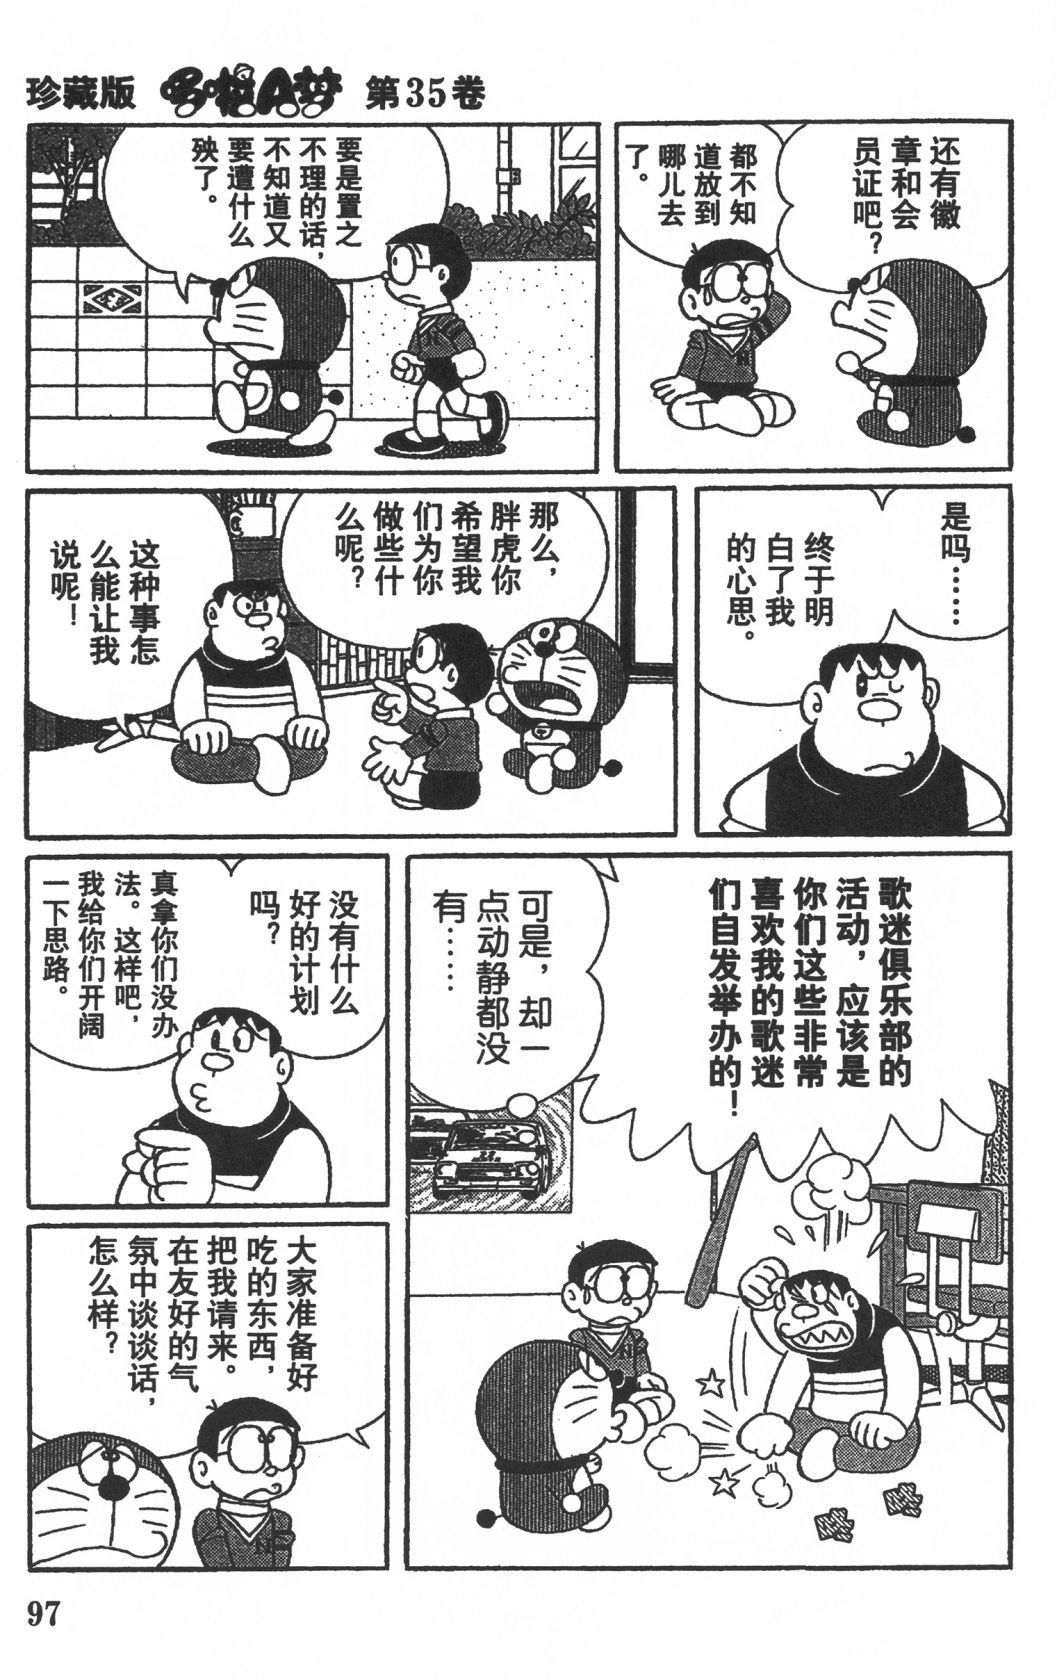 珍藏版 哆啦A梦 第35卷
还有徽
章和会
员证吧？
都不知
道放到
哪儿去
了。
要是置之
不理的话，
不知道又
要遭什么
殃了。
是吗……
终于明
白了我
的心思。
那么，
胖虎你
希望我
们为你
做些什
么呢？
这种事怎
么能让我
说呢！
歌迷俱乐部的
活动，应该是
你们这些非常
喜欢我的歌迷
们自发举办的！
可是，却一
点动静都没
有……
没有什么
好的计划
吗？
真拿你们没办
法。这样吧，
我给你们开阔
一下思路。
大家准备好
吃的东西，
把我请来。
在友好的气
氛中谈谈话，
怎么样？
97